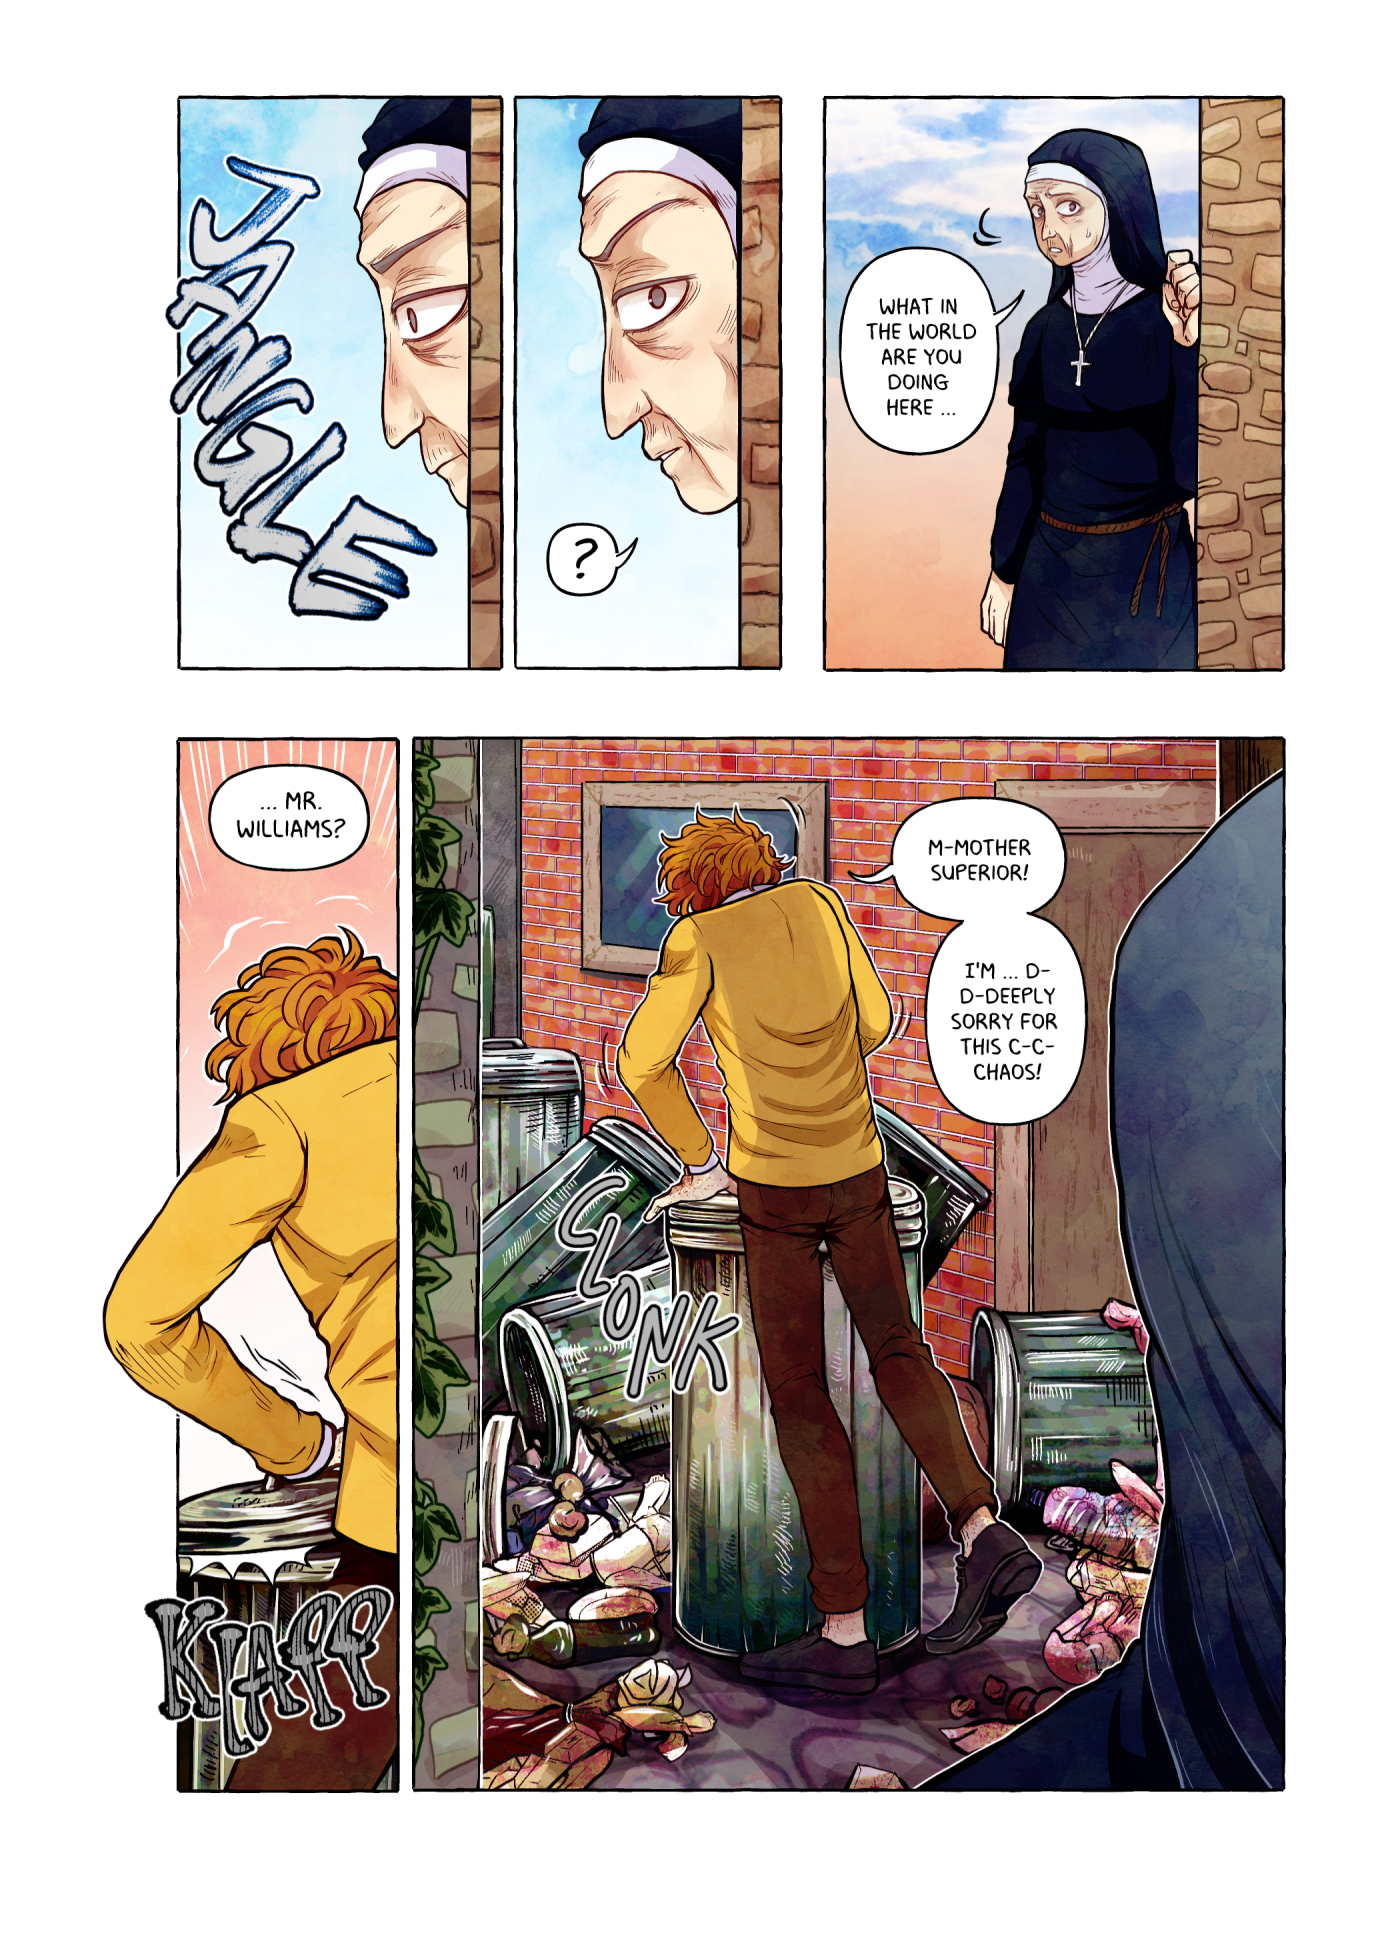 JANGLE
?
WHAT IN
THE WORLD
ARE YOU
DOING
HERE ...
... MR.
WILLIAMS?
KLAPP
M-MOTHER
SUPERIOR!
I'M ... D-
D-DEEPLY
SORRY FOR
THIS C-C-
CHAOS!
CLONK